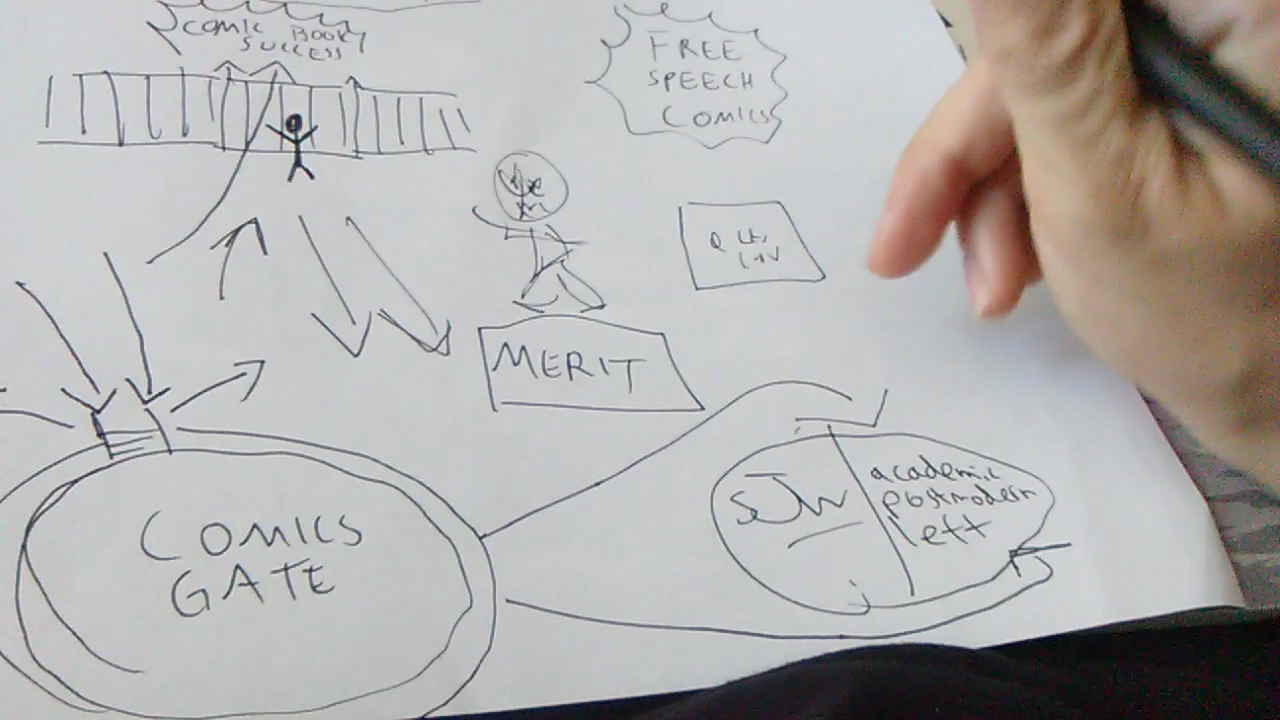 COMIC BOOK
SUCCESS
FREE
SPEECH
COMICS
MERIT
COMICS
GATE
SJW
academic
postmodern
left